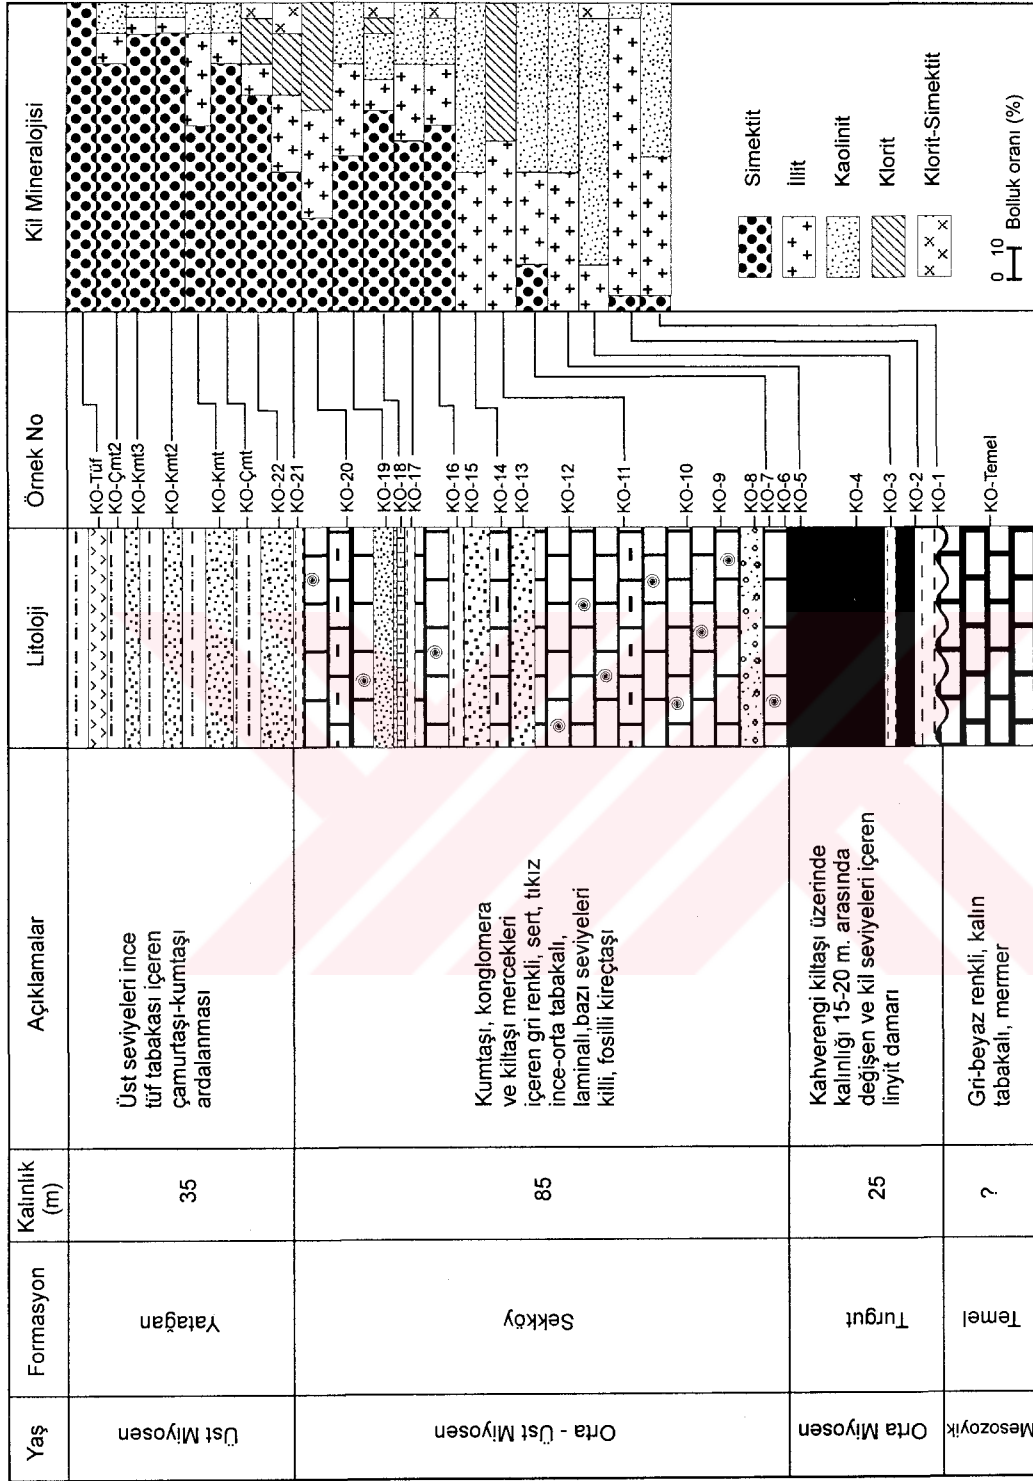 Yaş
Formasyon
Kalınlık
(m)
Açıklamalar
Litoloji
Örnek No
Kil Mineralojisi
Üst Miyosen
Yatağan
35
Üst seviyeleri ince
tüf tabakası içeren
çamurtaşı-kumtaşı
ardalanması
KO-Tüf
KO-Çmt2
KO-Kmt3
KO-Kmt2
KO-Kmt
KO-Çmt
KO-22
KO-21
Orta - Üst Miyosen
Sekköy
85
Kumtaşı, konglomera
ve kiltaşı mercekleri
içeren gri renkli, sert, tıkız
ince-orta tabakalı,
laminalı,bazı seviyeleri
killi, fosilli kireçtaşı
KO-20
KO-19
KO-18
KO-17
KO-16
KO-15
KO-14
KO-13
KO-12
KO-11
KO-10
KO-9
KO-8
KO-7
KO-6
Orta Miyosen
Turgut
25
Kahverengi kiltaşı üzerinde
kalınlığı 15-20 m. arasında
değişen ve kil seviyeleri içeren
linyit damarı
KO-5
KO-4
KO-3
KO-2
KO-1
Mesozoyik
Temel
?
Gri-beyaz renkli, kalın
tabakalı, mermer
KO-Temel
Simektit
İllit
Kaolinit
Klorit
Klorit-Simektit
0 10
Bolluk oranı (%)